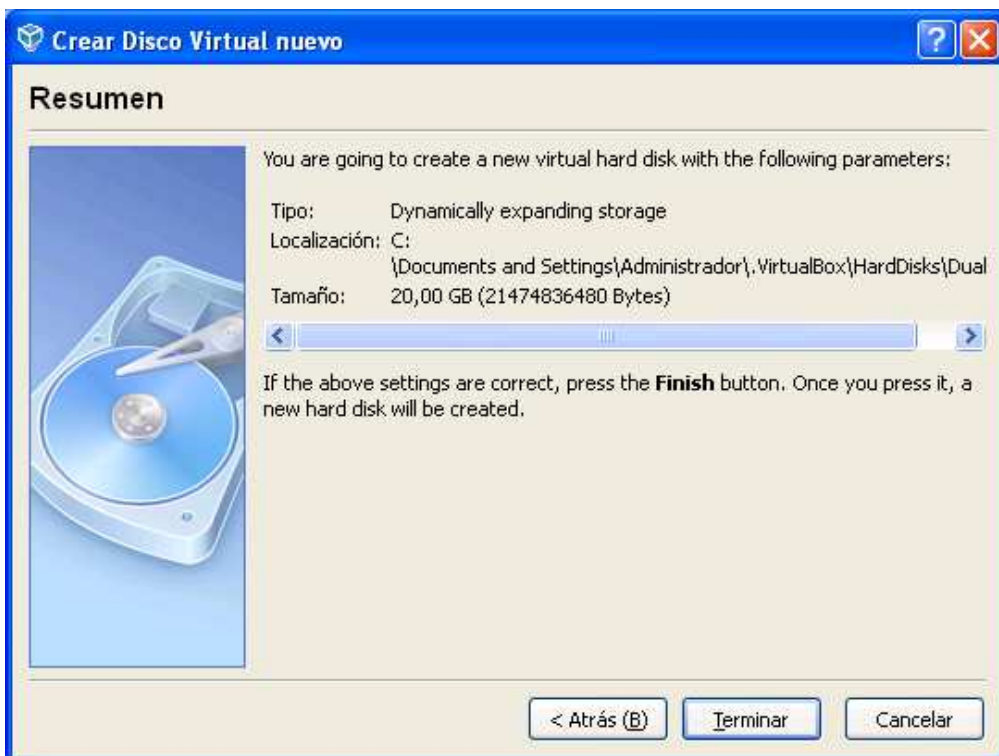 Crear Disco Virtual nuevo
Resumen
You are going to create a new virtual hard disk with the following parameters:
Tipo: Dynamically expanding storage
Localización: C:
\Documents and Settings\Administrador\.VirtualBox\HardDisks\Dual
Tamaño: 20,00 GB (21474836480 Bytes)
If the above settings are correct, press the Finish button. Once you press it, a
new hard disk will be created.
< Atrás (B) Terminar Cancelar